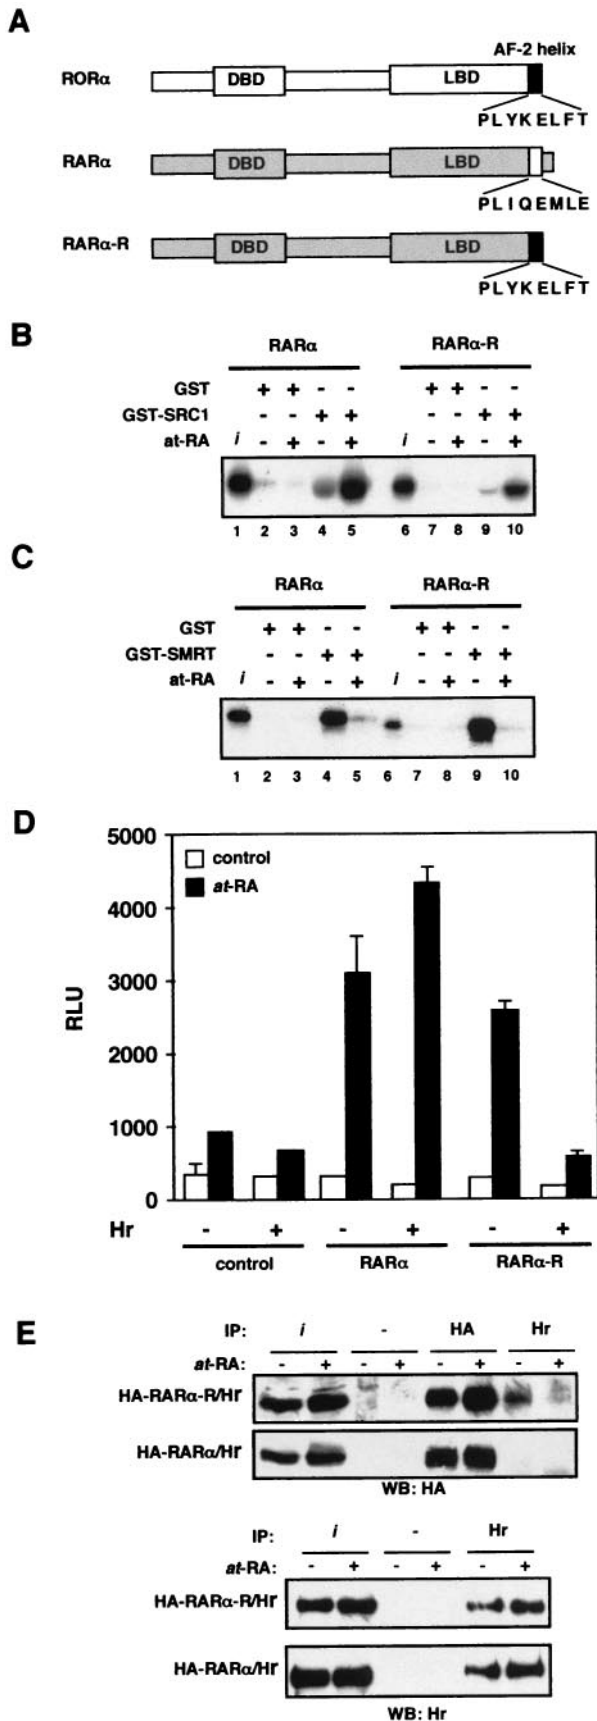 A
AF-2 helix
RORα DBD LBD
PLYKELFT
RARα DBD LBD
PLIQEMLE
RARα-R DBD LBD
PLYKELFT
B
RARα RARα-R
GST + + - - + + - -
GST-SRC1 - - + + - - + +
at-RA i - + - + i - + - +
1 2 3 4 5 6 7 8 9 10
C
RARα RARα-R
GST + + - - + + - -
GST-SMRT - - + + - - + +
at-RA i - + - + i - + - +
1 2 3 4 5 6 7 8 9 10
D
5000
control
at-RA
4000
3000
RLU
2000
1000
0
Hr - + - + - +
control RARα RARα-R
E
IP: i - HA Hr
at-RA: - + - + - + - +
HA-RARα-R/Hr
HA-RARα/Hr
WB: HA
IP: i - Hr
at-RA: - + - + - +
HA-RARα-R/Hr
HA-RARα/Hr
WB: Hr